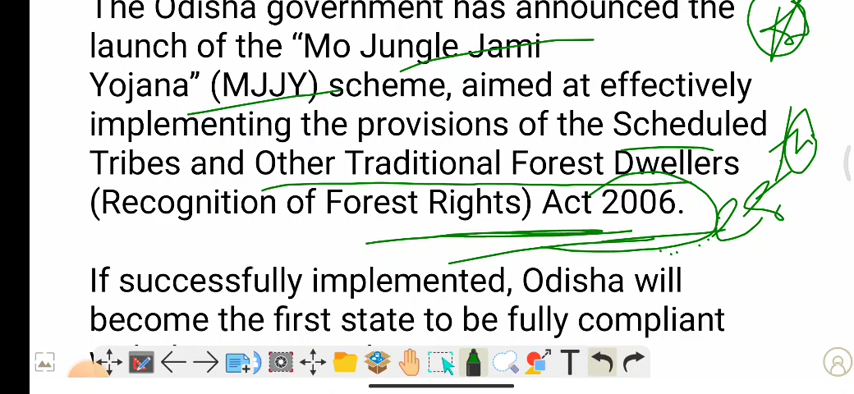 The Odisha government has announced the
launch of the “Mo Jungle Jami
Yojana” (MJJY) scheme, aimed at effectively
implementing the provisions of the Scheduled
Tribes and Other Traditional Forest Dwellers
(Recognition of Forest Rights) Act 2006.
If successfully implemented, Odisha will
become the first state to be fully compliant
T